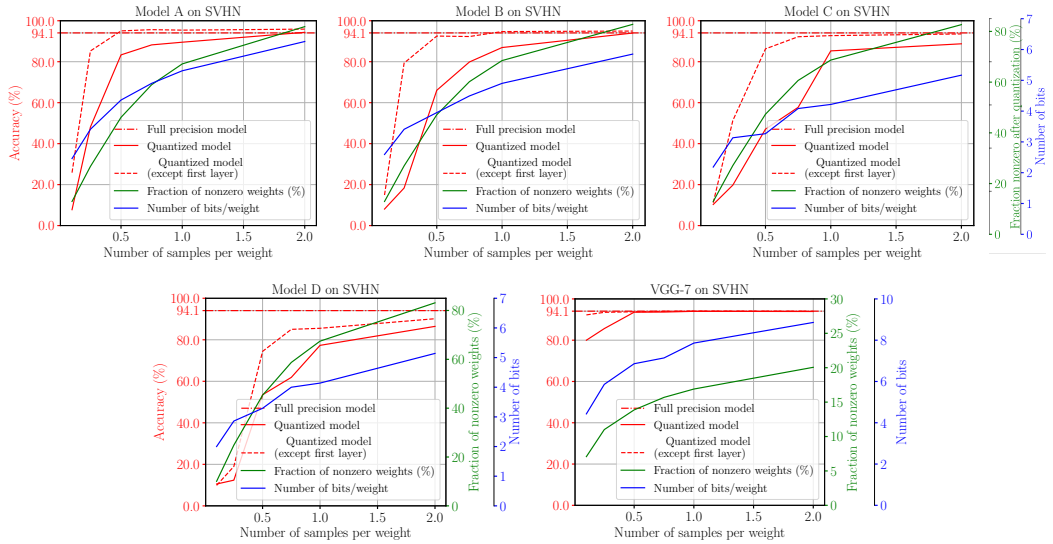 Model A on SVHN
Model B on SVHN
Model C on SVHN
100.0
94.1
80.0
60.0
40.0
20.0
0.0
Accuracy (%)
Full precision model
Quantized model
Quantized model
(except first layer)
Fraction of nonzero weights (%)
Number of bits/weight
0.5
1.0
1.5
2.0
Number of samples per weight
100.0
94.1
80.0
60.0
40.0
20.0
0.0
Full precision model
Quantized model
Quantized model
(except first layer)
Fraction of nonzero weights (%)
Number of bits/weight
0.5
1.0
1.5
2.0
Number of samples per weight
100.0
94.1
80.0
60.0
40.0
20.0
0.0
Full precision model
Quantized model
Quantized model
(except first layer)
Fraction of nonzero weights (%)
Number of bits/weight
0.5
1.0
1.5
2.0
Number of samples per weight
80
60
40
20
0
Fraction nonzero after quantization (%)
7
6
5
4
3
2
1
0
Number of bits
Model D on SVHN
VGG-7 on SVHN
100.0
94.1
80.0
60.0
40.0
20.0
0.0
Accuracy (%)
Full precision model
Quantized model
Quantized model
(except first layer)
Fraction of nonzero weights (%)
Number of bits/weight
0.5
1.0
1.5
2.0
Number of samples per weight
80
60
40
20
0
Fraction of nonzero weights (%)
7
6
5
4
3
2
1
0
Number of bits
100.0
94.1
80.0
60.0
40.0
20.0
0.0
Full precision model
Quantized model
Quantized model
(except first layer)
Fraction of nonzero weights (%)
Number of bits/weight
0.5
1.0
1.5
2.0
Number of samples per weight
30
25
20
15
10
5
0
Fraction of nonzero weights (%)
10
8
6
4
2
0
Number of bits